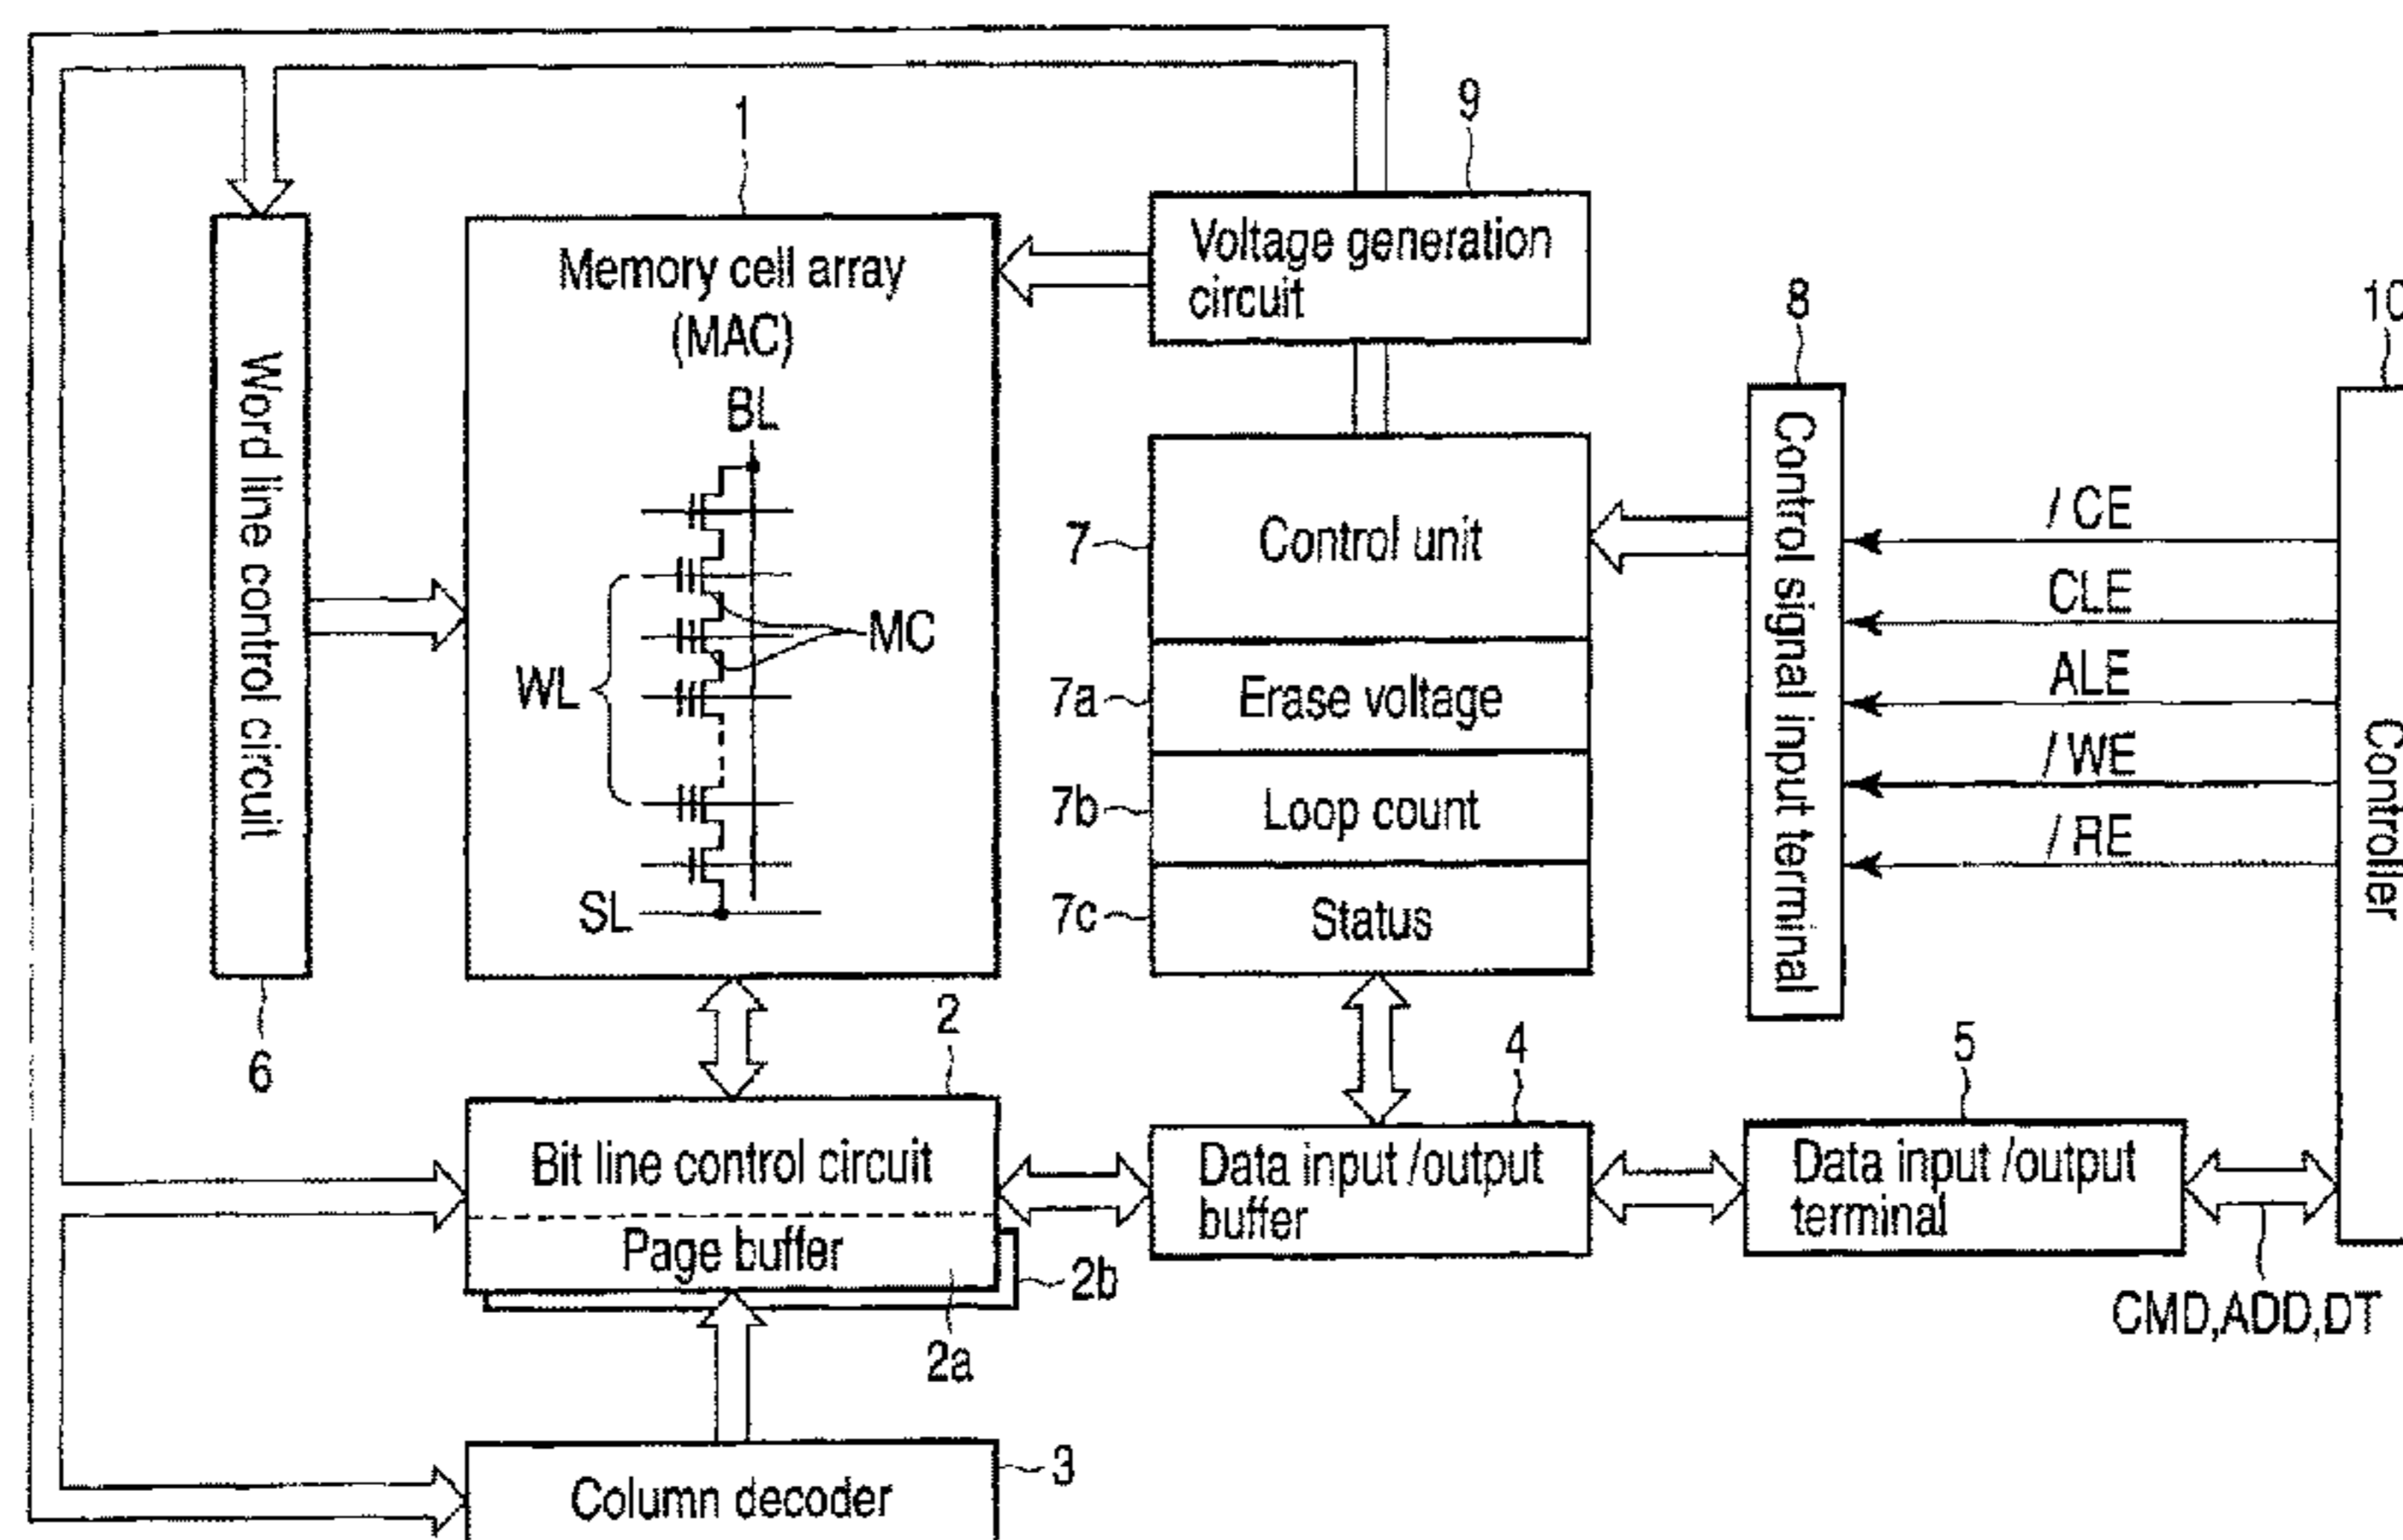 1
9
Memory cell array
(MAC)
BL
WL
MC
SL
Voltage generation
circuit
8
10
Word line control circuit
6
7
Control unit
7a
Erase voltage
7b
Loop count
7c
Status
Control signal input terminal
/ CE
CLE
ALE
/ WE
/ RE
Controller
2
Bit line control circuit
Page buffer
2b
2a
4
Data input /output
buffer
5
Data input /output
terminal
CMD,ADD,DT
3
Column decoder